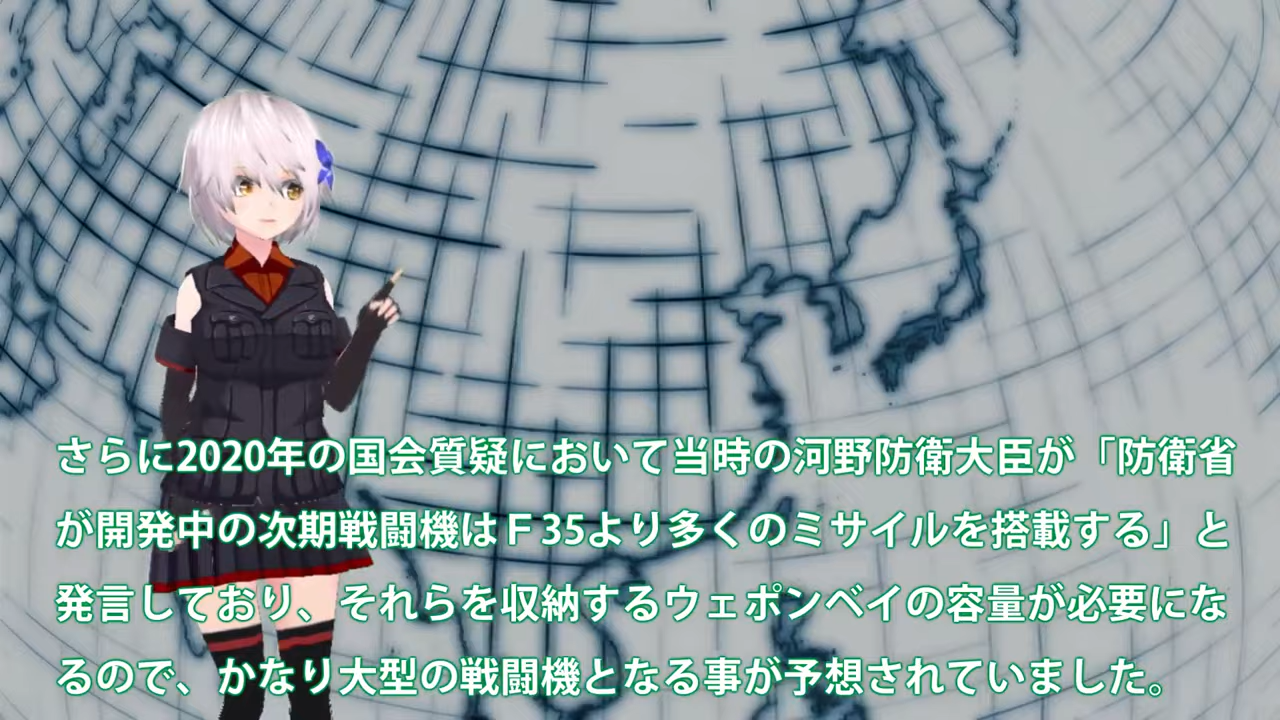 さらに2020年の国会質疑において当時の河野防衛大臣が「防衛省
が開発中の次期戦闘機はＦ35より多くのミサイルを搭載する」と
発言しており、それらを収納するウェポンベイの容量が必要にな
るので、かなり大型の戦闘機となる事が予想されていました。